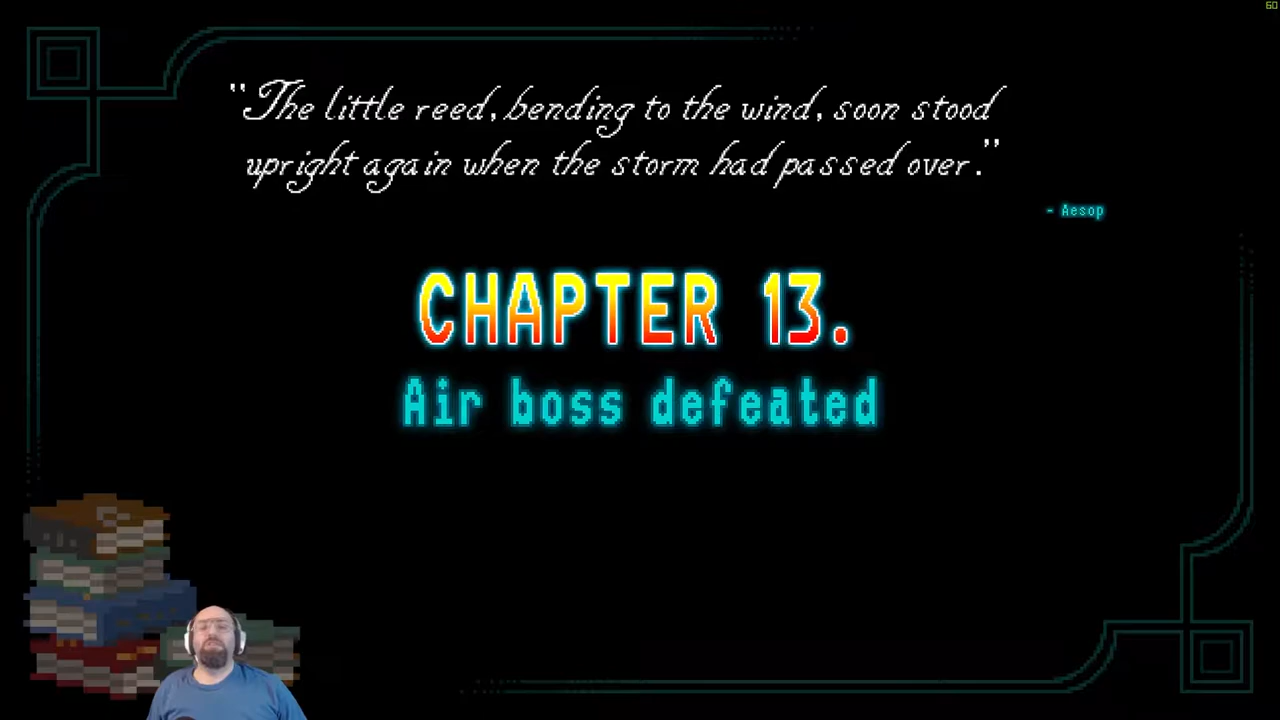 60
"The little reed, bending to the wind, soon stood
upright again when the storm had passed over."
- Aesop
CHAPTER 13.
Air boss defeated